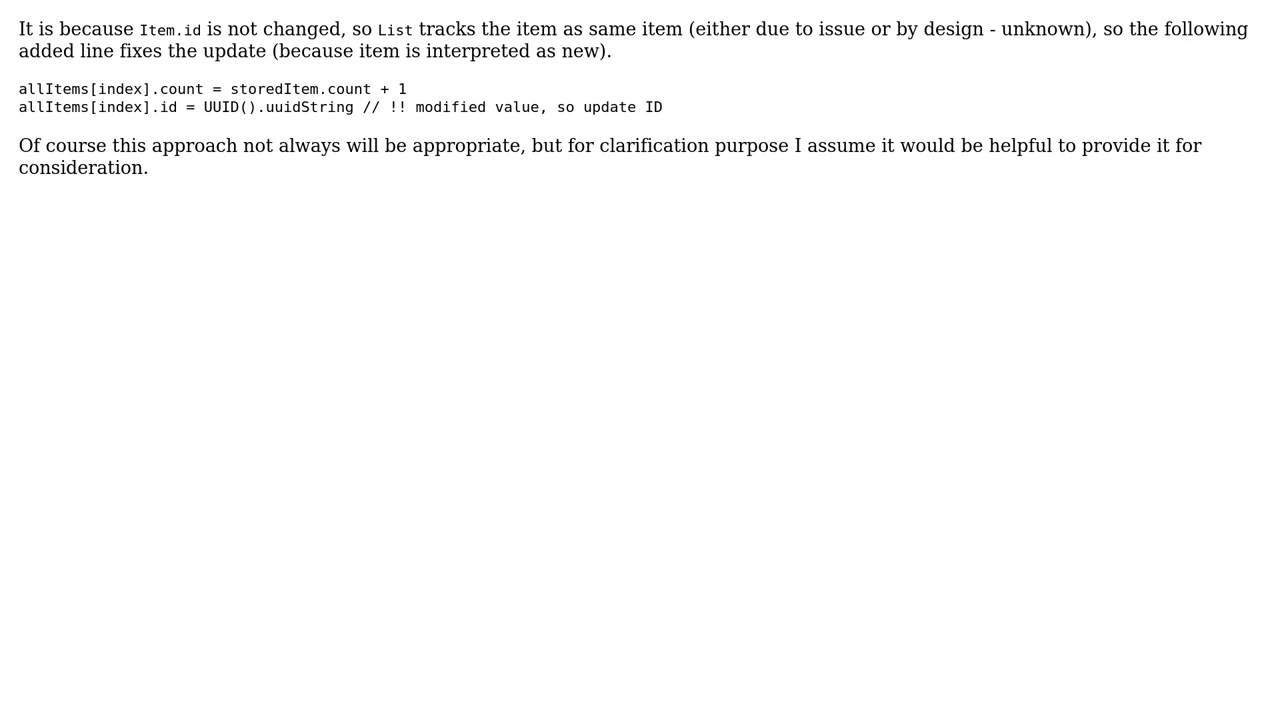 It is because Item.id is not changed, so List tracks the item as same item (either due to issue or by design - unknown), so the following
added line fixes the update (because item is interpreted as new).
allItems[index].count = storedItem.count + 1
allItems[index].id = UUID().uuidString // !! modified value, so update ID
Of course this approach not always will be appropriate, but for clarification purpose I assume it would be helpful to provide it for
consideration.